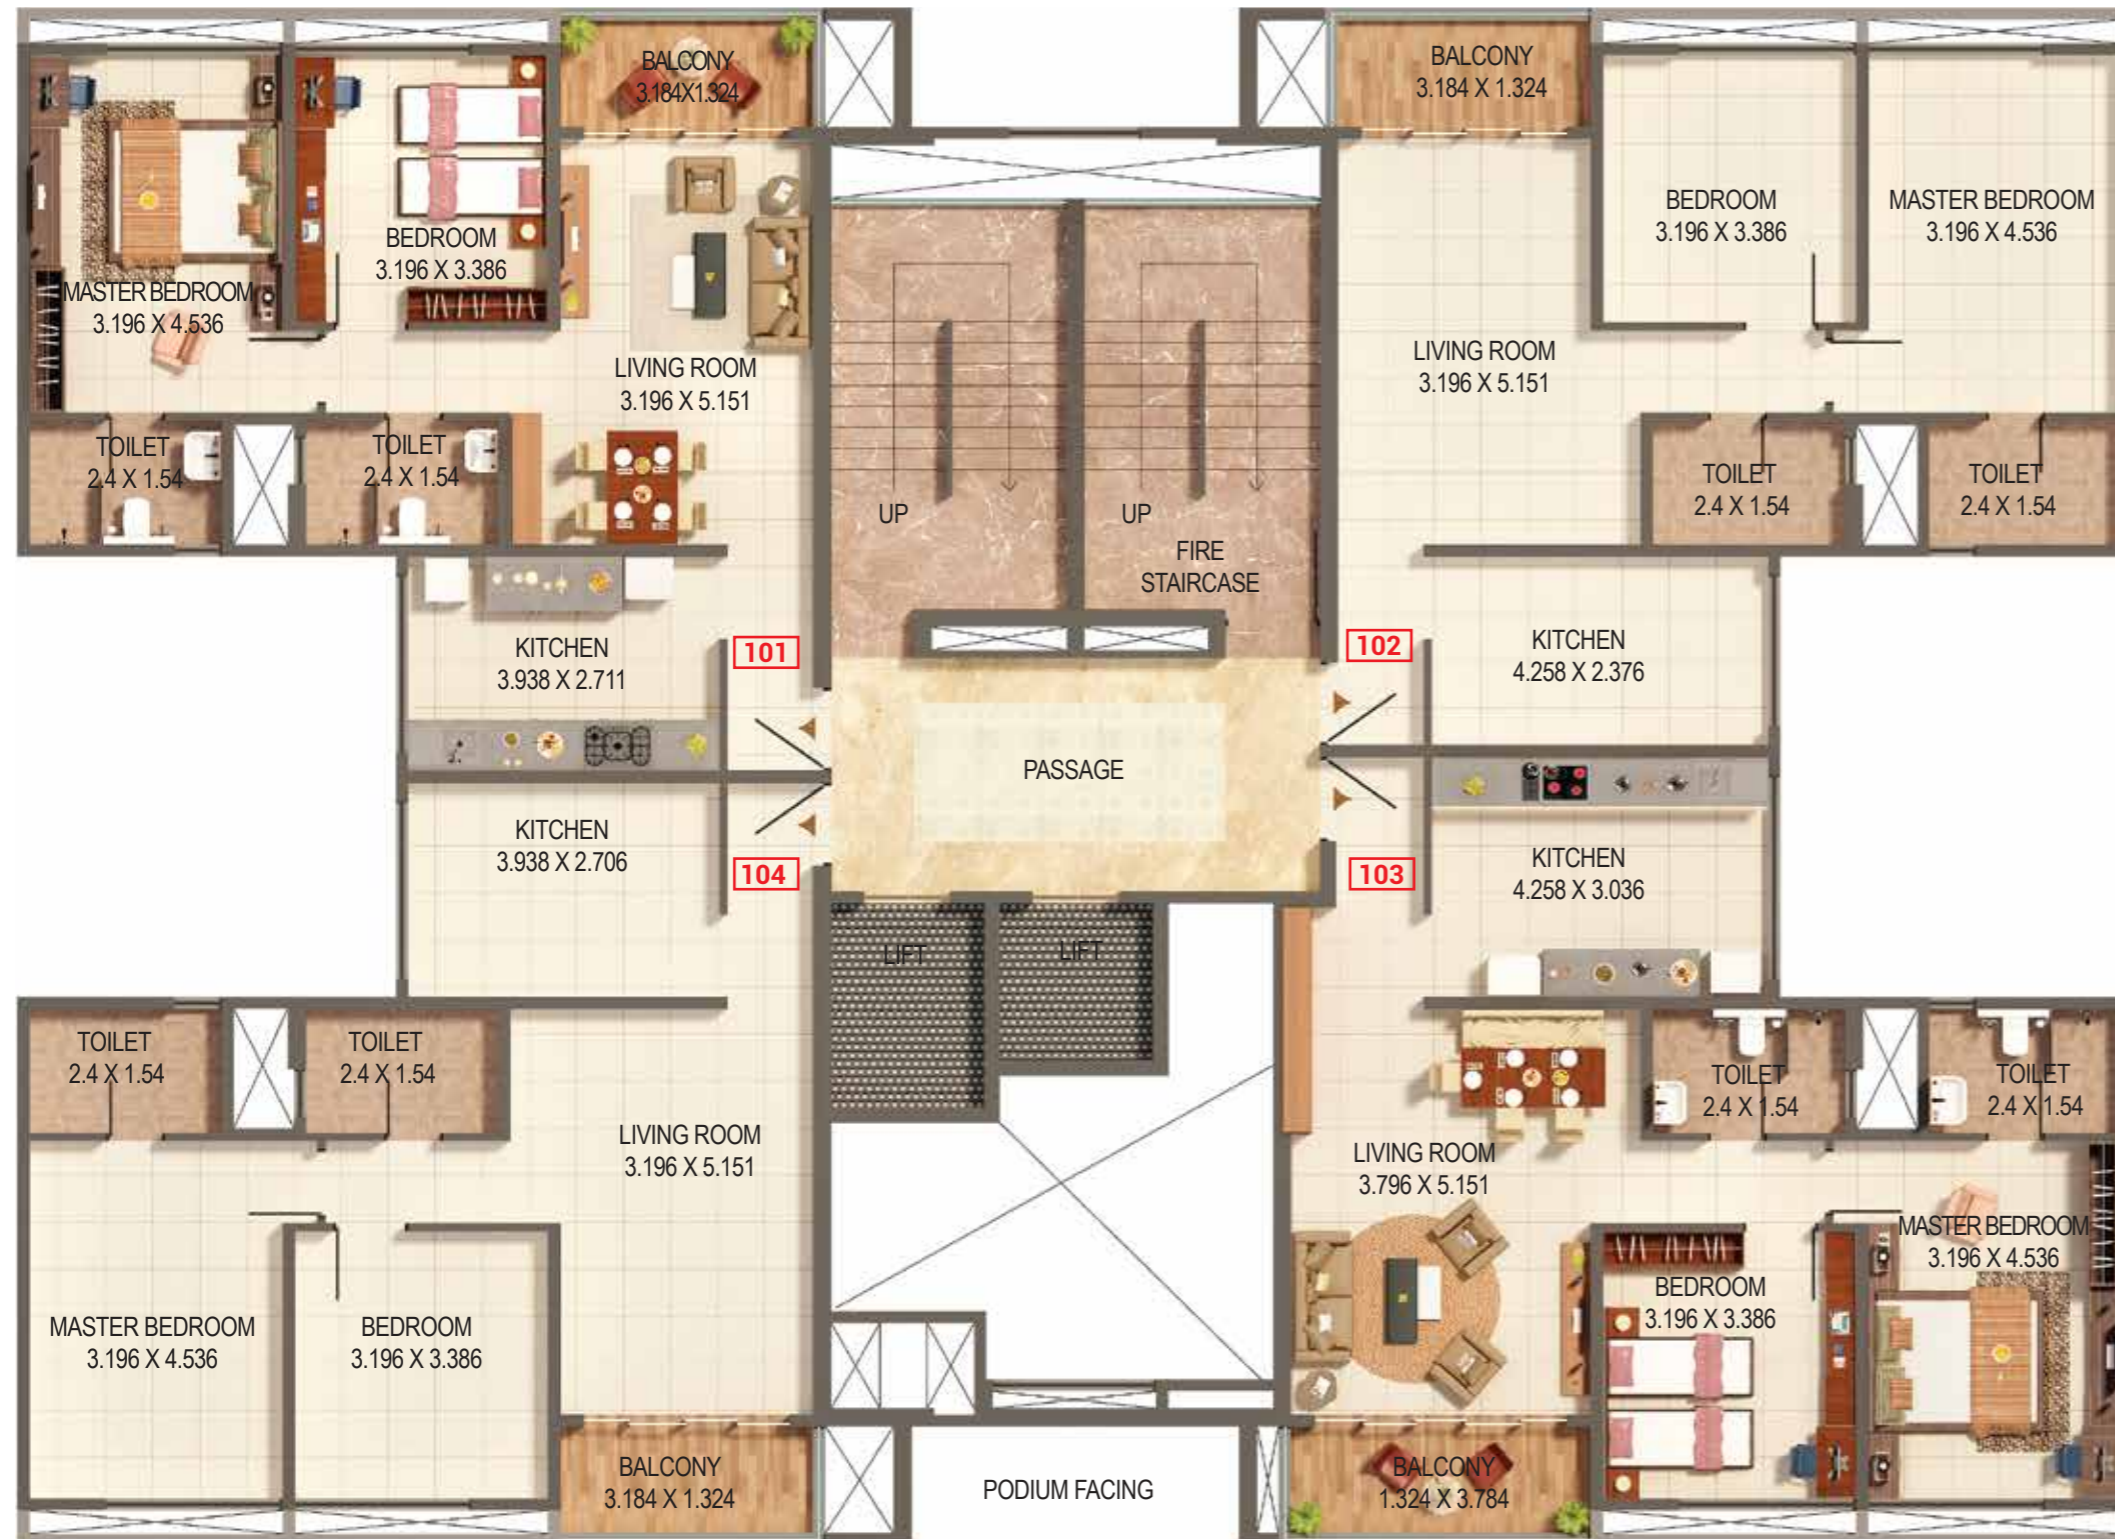 BALCONY
3.184X1.324
BEDROOM
3.196 X 3.386
MASTER BEDROOM
3.196 X 4.536
LIVING ROOM
3.196 X 5.151
TOILET
2.4 X 1.54
TOILET
2.4 X 1.54
KITCHEN
3.938 X 2.711
101
UP
UP
FIRE
STAIRCASE
BALCONY
3.184 X 1.324
BEDROOM
3.196 X 3.386
MASTER BEDROOM
3.196 X 4.536
LIVING ROOM
3.196 X 5.151
TOILET
2.4 X 1.54
TOILET
2.4 X 1.54
102
KITCHEN
4.258 X 2.376
PASSAGE
KITCHEN
3.938 X 2.706
104
103
KITCHEN
4.258 X 3.036
LIFT
LIFT
TOILET
2.4 X 1.54
TOILET
2.4 X 1.54
LIVING ROOM
3.196 X 5.151
MASTER BEDROOM
3.196 X 4.536
BEDROOM
3.196 X 3.386
BALCONY
3.184 X 1.324
PODIUM FACING
TOILET
2.4 X 1.54
TOILET
2.4 X 1.54
LIVING ROOM
3.796 X 5.151
MASTER BEDROOM
3.196 X 4.536
BEDROOM
3.196 X 3.386
BALCONY
1.324 X 3.784